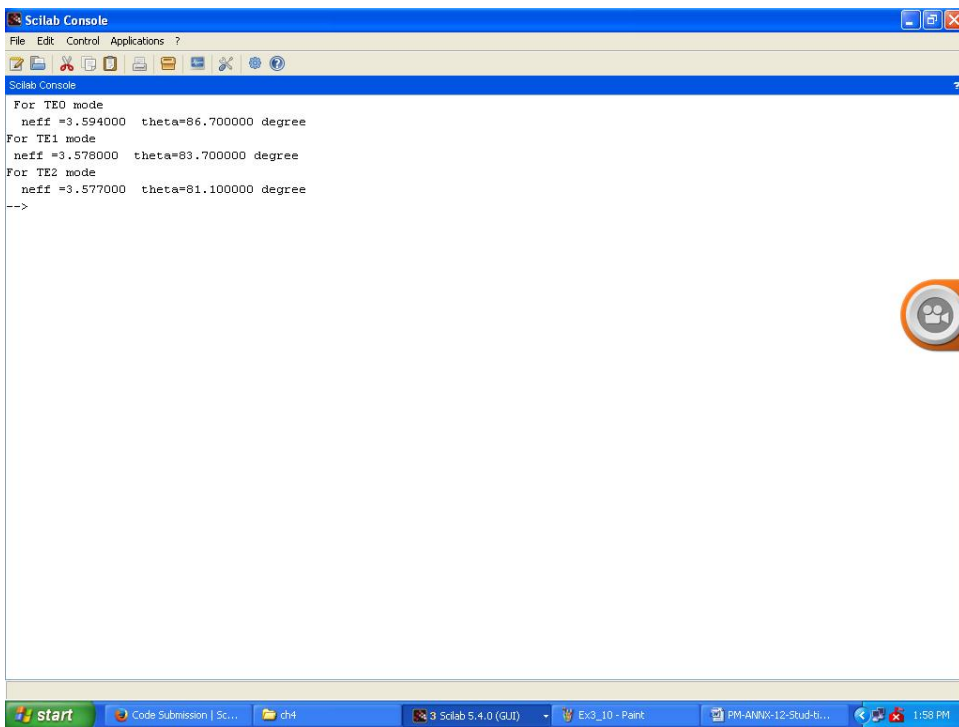 Scilab Console
File Edit Control Applications ?
Scilab Console ?
For TE0 mode
neff =3.594000 theta=86.700000 degree
For TE1 mode
neff =3.578000 theta=83.700000 degree
For TE2 mode
neff =3.577000 theta=81.100000 degree
-->
start Code Submission | Sc... ch4 3 Scilab 5.4.0 (GUI) Ex3_10 - Paint PM-ANNX-12-Stud-ti... 1:58 PM